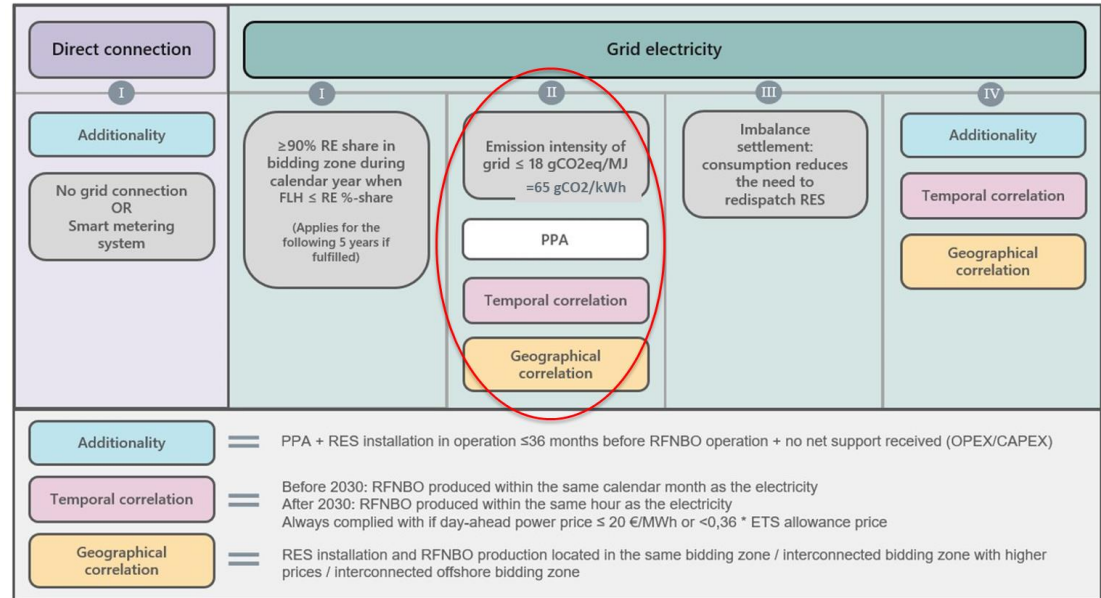 Direct connection
Grid electricity
I
I
II
III
IV
Additionality
No grid connection
OR
Smart metering
system
≥90% RE share in
bidding zone during
calendar year when
FLH ≤ RE %-share
(Applies for the
following 5 years if
fulfilled)
Emission intensity of
grid ≤ 18 gCO2eq/MJ
=65 gCO2/kWh
PPA
Temporal correlation
Geographical
correlation
Imbalance
settlement:
consumption reduces
the need to
redispatch RES
Additionality
Temporal correlation
Geographical
correlation
Additionality
=
PPA + RES installation in operation ≤36 months before RFNBO operation + no net support received (OPEX/CAPEX)
Temporal correlation
=
Before 2030: RFNBO produced within the same calendar month as the electricity
After 2030: RFNBO produced within the same hour as the electricity
Always complied with if day-ahead power price ≤ 20 €/MWh or <0,36 * ETS allowance price
Geographical
correlation
=
RES installation and RFNBO production located in the same bidding zone / interconnected bidding zone with higher
prices / interconnected offshore bidding zone